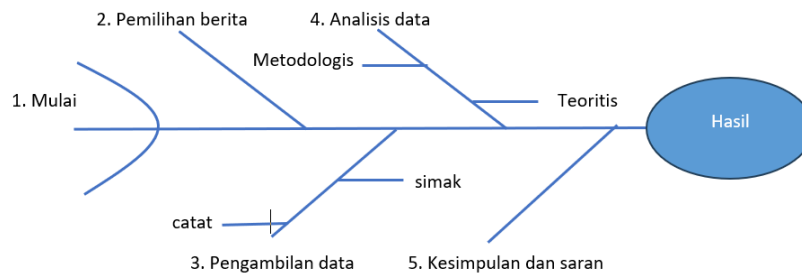 2. Pemilihan berita
4. Analisis data
Metodologis
1. Mulai
Teoritis
Hasil
simak
catat
3. Pengambilan data
5. Kesimpulan dan saran